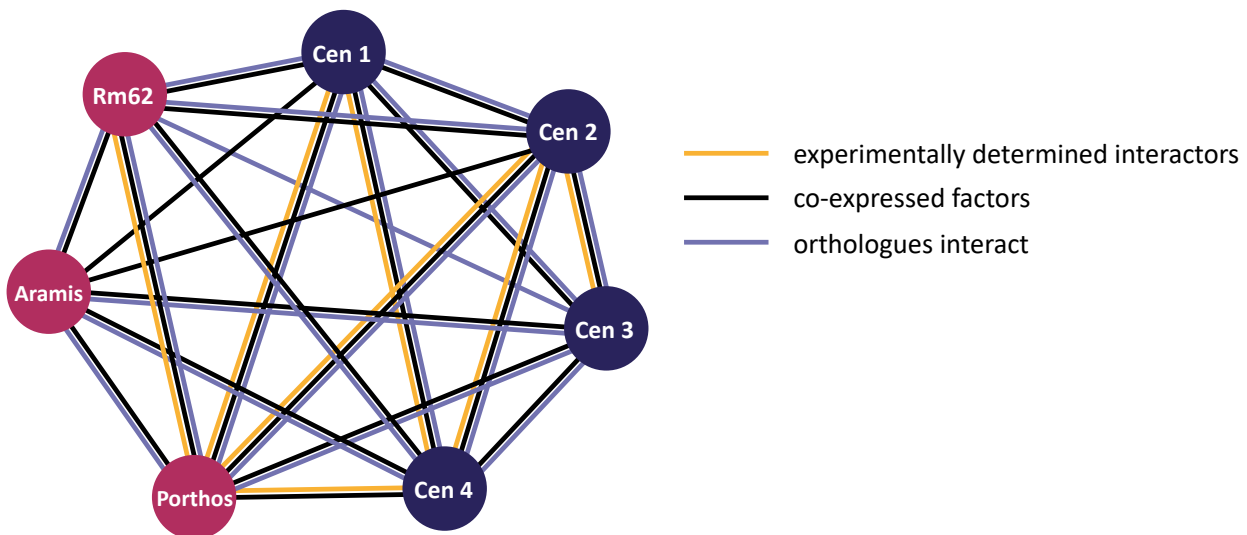 Cen 1
Rm62
Cen 2
experimentally determined interactors
co-expressed factors
orthologues interact
Aramis
Cen 3
Porthos
Cen 4